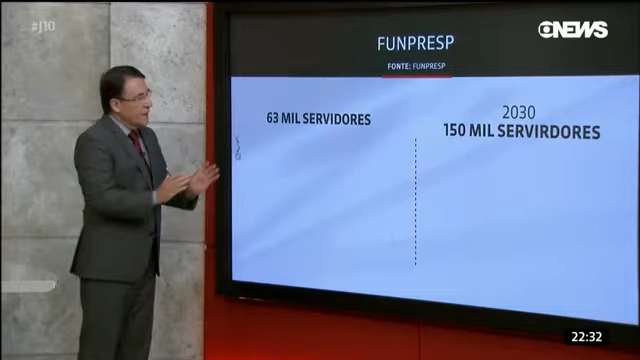 #J10
GNEWS
FUNPRESP
FONTE: FUNPRESP
63 MIL SERVIDORES
2030
150 MIL SERVIRDORES
22:32